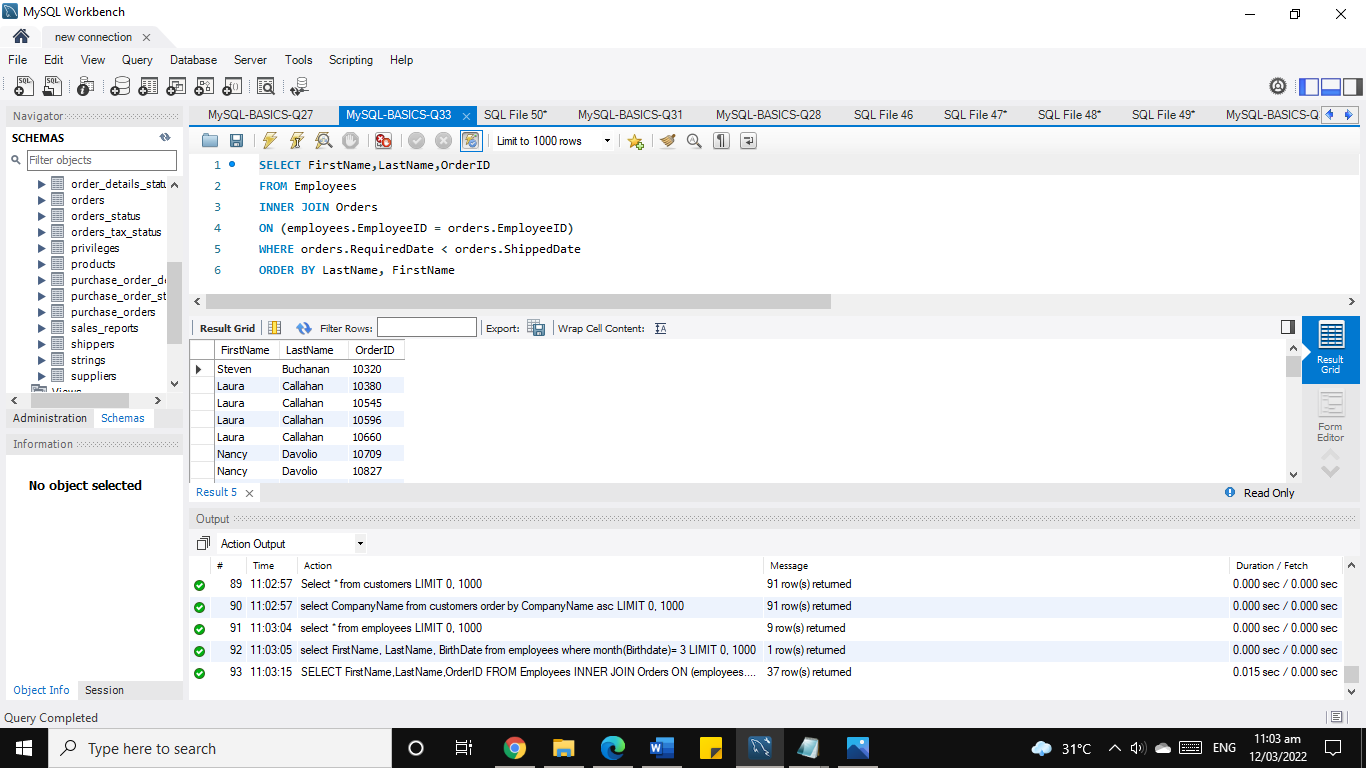 MySQL Workbench
new connection
File Edit View Query Database Server Tools Scripting Help
Navigator
SCHEMAS
Filter objects
order_details_statu
orders
orders_status
orders_tax_status
privileges
products
purchase_order_de
purchase_order_st
purchase_orders
sales_reports
shippers
strings
suppliers
Views
Administration Schemas
Information
No object selected
Object Info Session
MySQL-BASICS-Q27 MySQL-BASICS-Q33 SQL File 50* MySQL-BASICS-Q31 MySQL-BASICS-Q28 SQL File 46 SQL File 47* SQL File 48* SQL File 49* MySQL-BASICS-Q
Limit to 1000 rows
1 SELECT FirstName,LastName,OrderID
2 FROM Employees
3 INNER JOIN Orders
4 ON (employees.EmployeeID = orders.EmployeeID)
5 WHERE orders.RequiredDate < orders.ShippedDate
6 ORDER BY LastName, FirstName
Result Grid Filter Rows: Export: Wrap Cell Content: IA
FirstName LastName OrderID
Steven Buchanan 10320
Laura Callahan 10380
Laura Callahan 10545
Laura Callahan 10596
Laura Callahan 10660
Nancy Davolio 10709
Nancy Davolio 10827
Result Grid
Form Editor
Result 5
Read Only
Output
Action Output
# Time Action Message Duration / Fetch
89 11:02:57 Select * from customers LIMIT 0, 1000 91 row(s) returned 0.000 sec / 0.000 sec
90 11:02:57 select CompanyName from customers order by CompanyName asc LIMIT 0, 1000 91 row(s) returned 0.000 sec / 0.000 sec
91 11:03:04 select * from employees LIMIT 0, 1000 9 row(s) returned 0.000 sec / 0.000 sec
92 11:03:05 select FirstName, LastName, BirthDate from employees where month(Birthdate)= 3 LIMIT 0, 1000 1 row(s) returned 0.000 sec / 0.000 sec
93 11:03:15 SELECT FirstName,LastName,OrderID FROM Employees INNER JOIN Orders ON (employees.... 37 row(s) returned 0.015 sec / 0.000 sec
Query Completed
Type here to search
31°C
ENG
11:03 am
12/03/2022